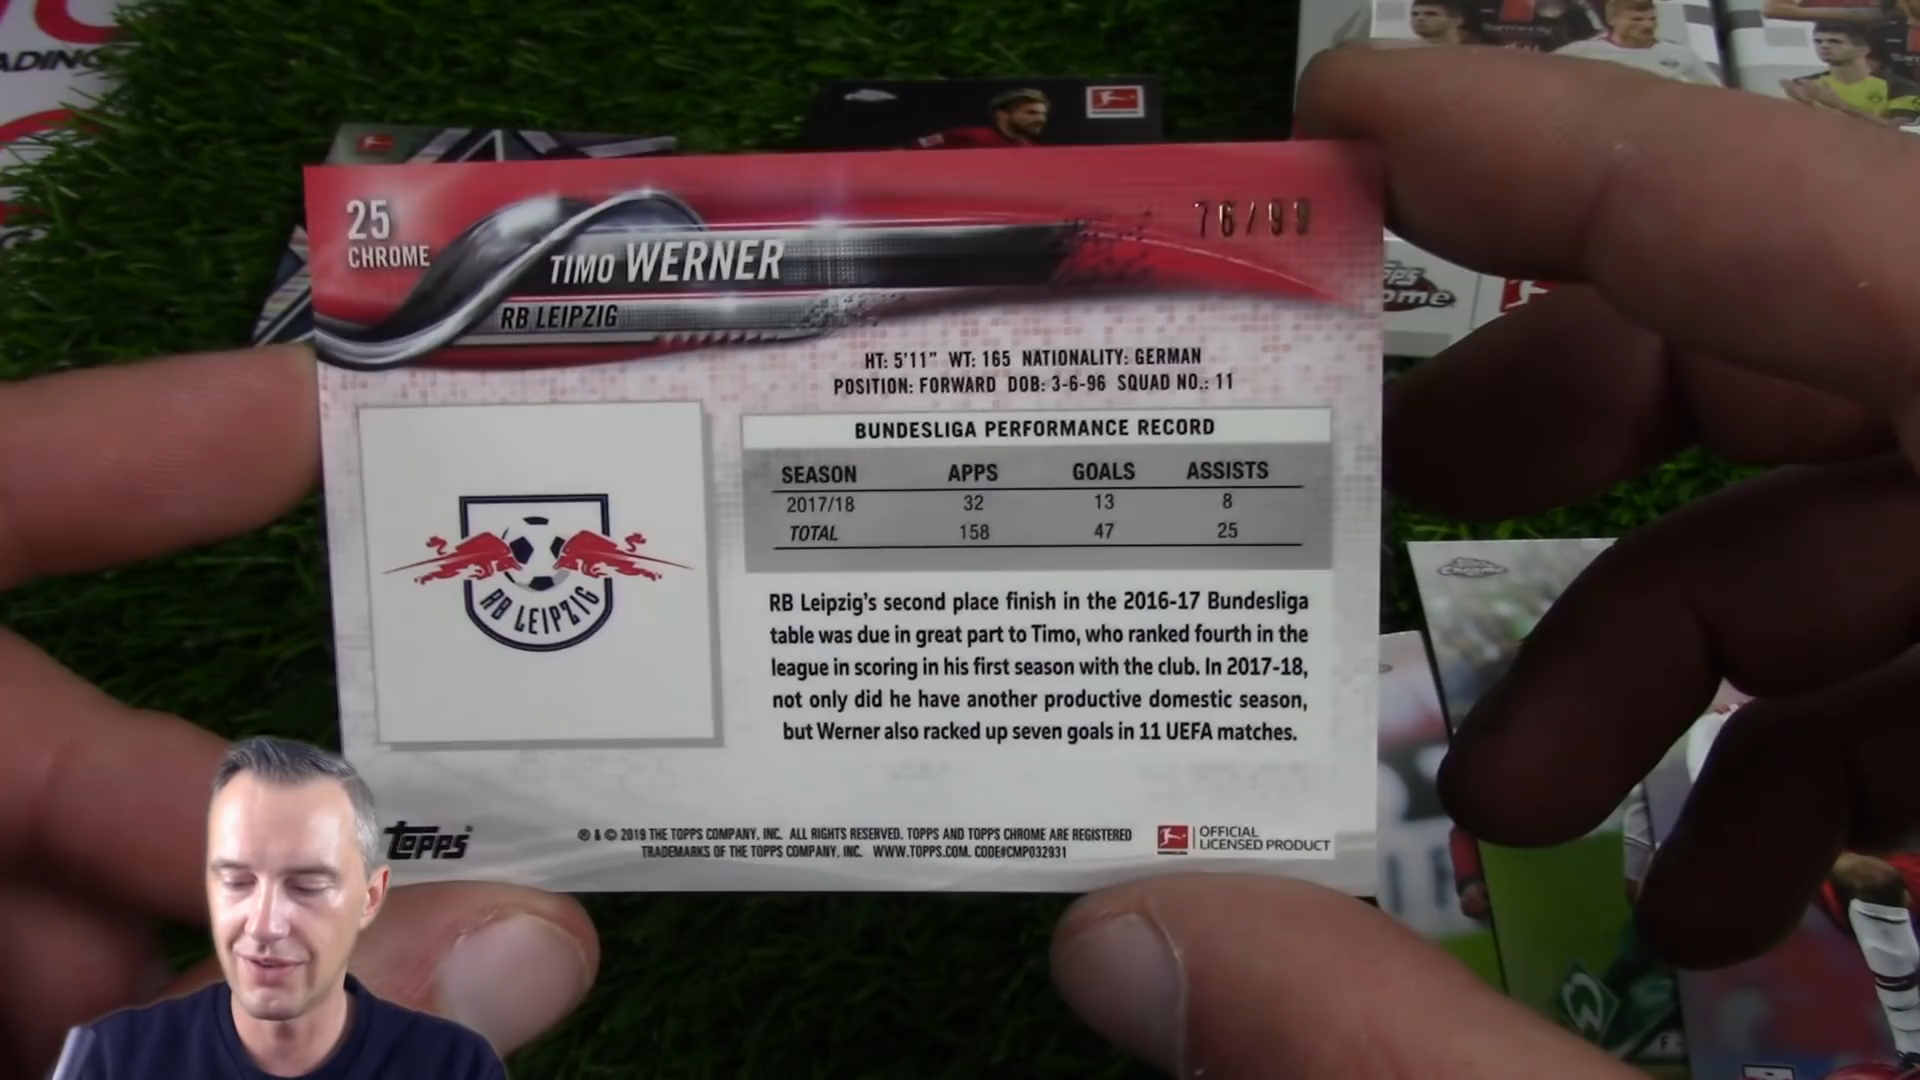 ADING
25
CHROME
TIMO WERNER
RB LEIPZIG
76/99
HT: 5'11" WT: 165 NATIONALITY: GERMAN
POSITION: FORWARD DOB: 3-6-96 SQUAD NO.: 11
BUNDESLIGA PERFORMANCE RECORD
SEASON APPS GOALS ASSISTS
2017/18 32 13 8
TOTAL 158 47 25
RB LEIPZIG
RB Leipzig's second place finish in the 2016-17 Bundesliga
table was due in great part to Timo, who ranked fourth in the
league in scoring in his first season with the club. In 2017-18,
not only did he have another productive domestic season,
but Werner also racked up seven goals in 11 UEFA matches.
topps
® & © 2019 THE TOPPS COMPANY, INC. ALL RIGHTS RESERVED. TOPPS AND TOPPS CHROME ARE REGISTERED
TRADEMARKS OF THE TOPPS COMPANY, INC. WWW.TOPPS.COM. CODE#CMP032931
OFFICIAL
LICENSED PRODUCT
Chrome
W
F